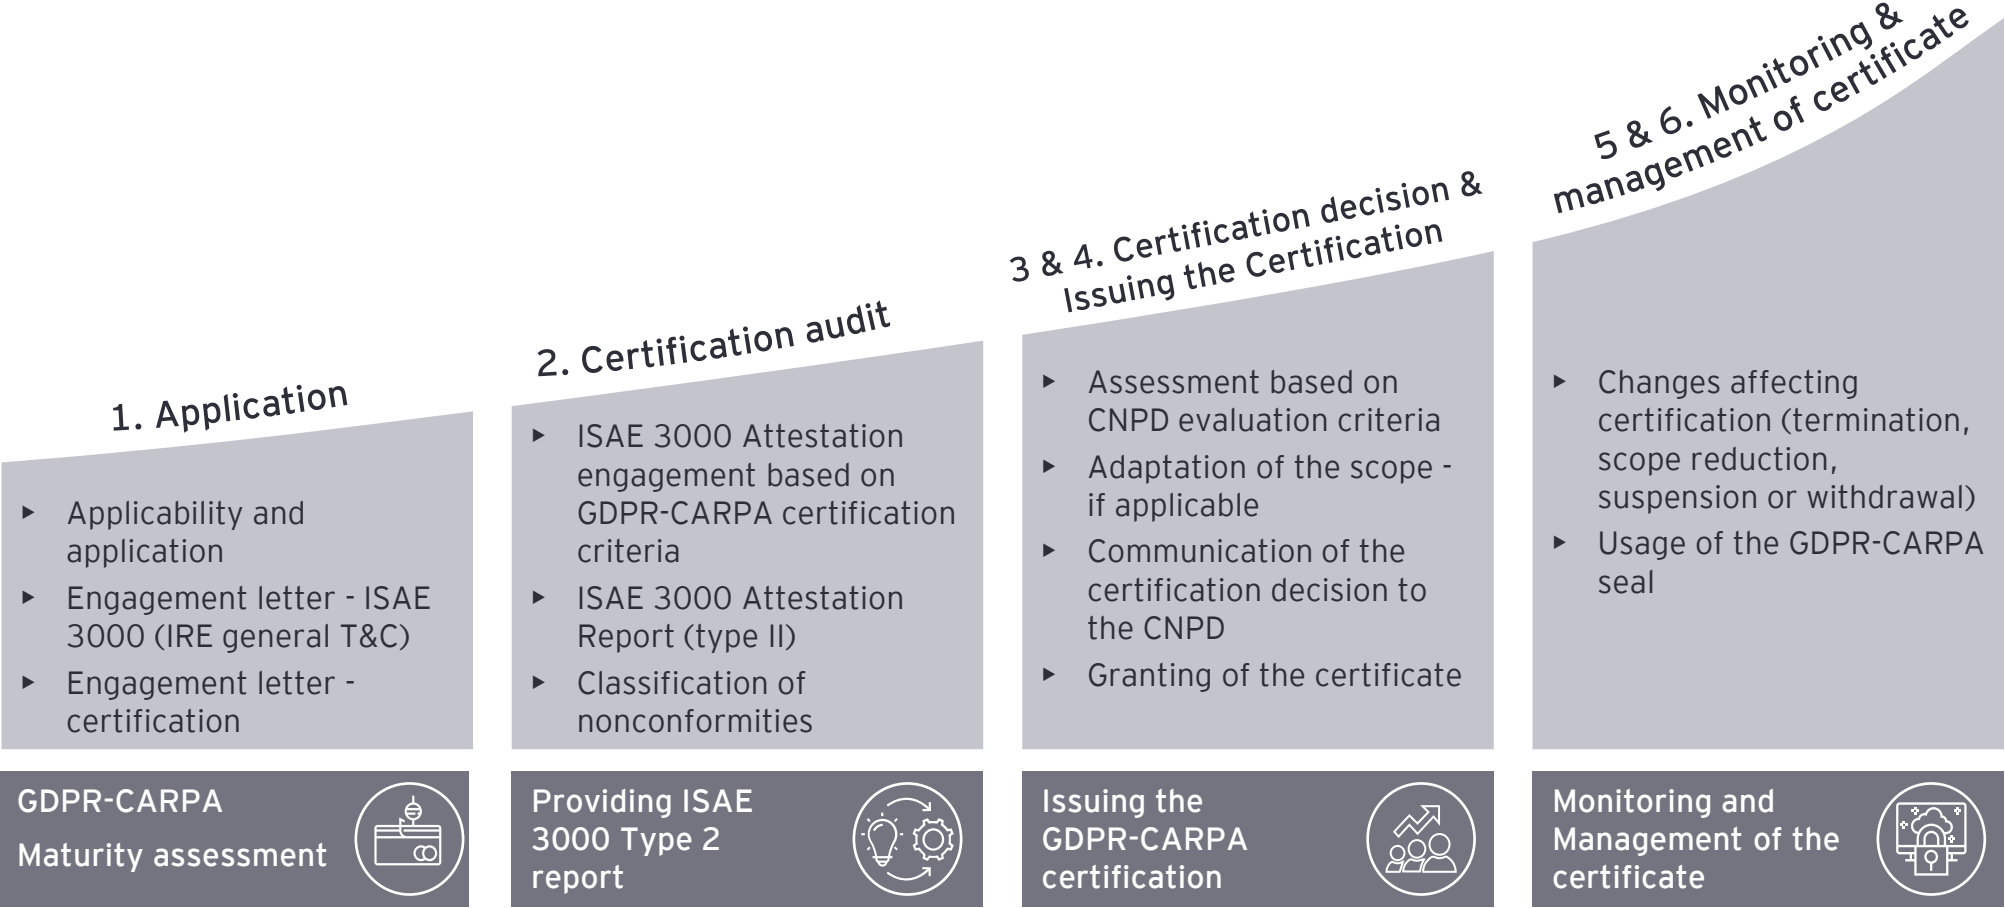 1. Application
▸ Applicability and
application
▸ Engagement letter - ISAE
3000 (IRE general T&C)
▸ Engagement letter -
certification
GDPR-CARPA
Maturity assessment
2. Certification audit
▸ ISAE 3000 Attestation
engagement based on
GDPR-CARPA certification
criteria
▸ ISAE 3000 Attestation
Report (type II)
▸ Classification of
nonconformities
Providing ISAE
3000 Type 2
report
3 & 4. Certification decision &
Issuing the Certification
▸ Assessment based on
CNPD evaluation criteria
▸ Adaptation of the scope -
if applicable
▸ Communication of the
certification decision to
the CNPD
▸ Granting of the certificate
Issuing the
GDPR-CARPA
certification
5 & 6. Monitoring &
management of certificate
▸ Changes affecting
certification (termination,
scope reduction,
suspension or withdrawal)
▸ Usage of the GDPR-CARPA
seal
Monitoring and
Management of the
certificate